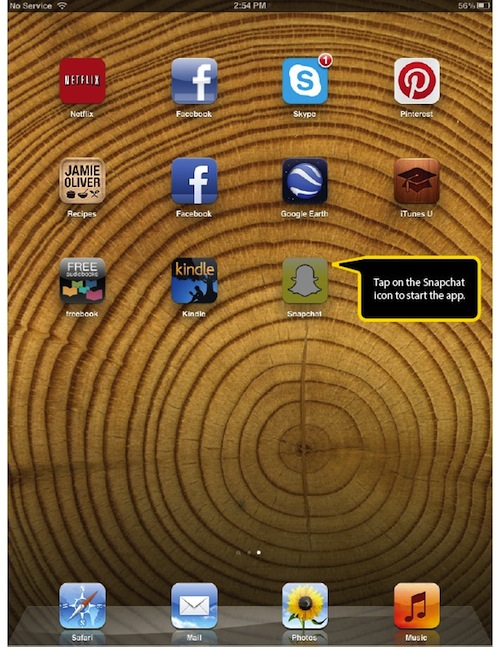 No Service 2:54 PM 56%
NETFLIX 1
Netflix Facebook Skype Pinterest
JAMIE
OLIVER
Recipes Facebook Google Earth iTunes U
FREE
audiobooks
kindle
freebook Kindle Snapchat
Tap on the Snapchat
icon to start the app.
Safari Mail Photos Music